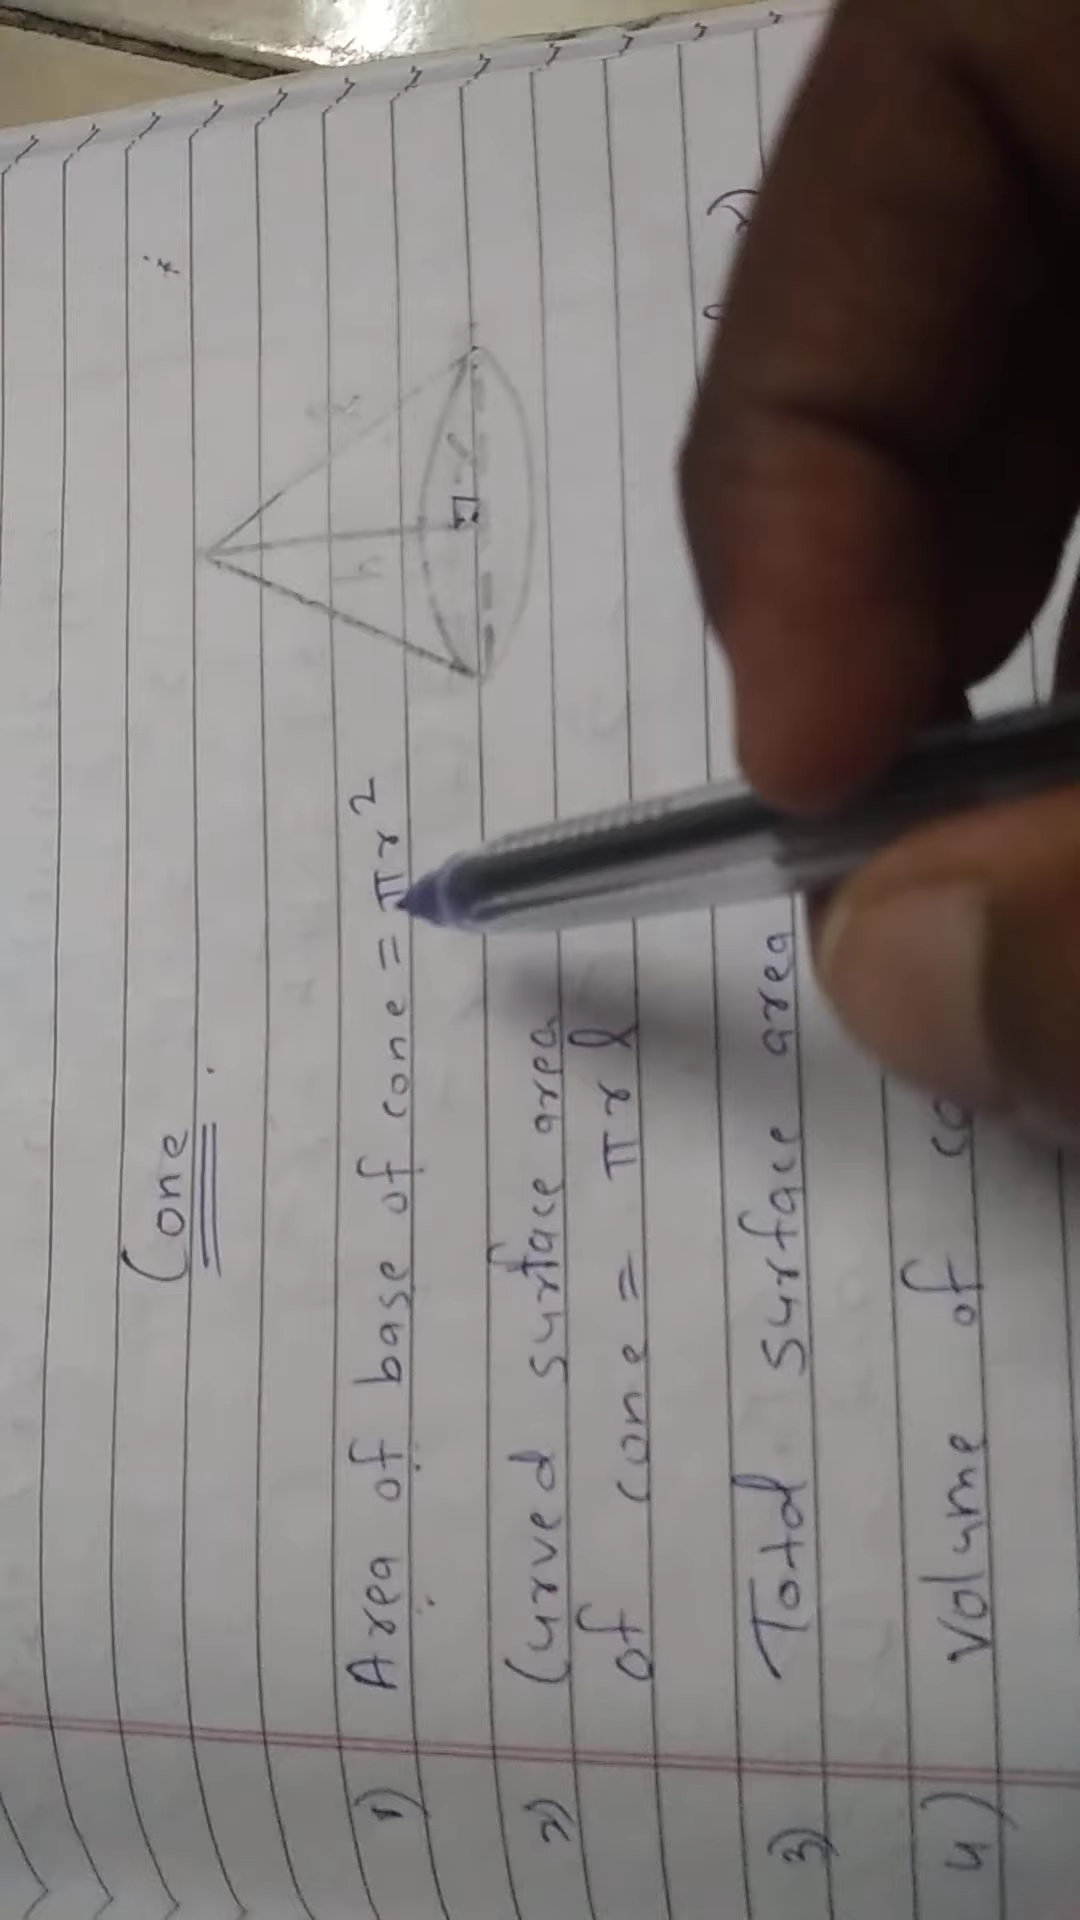 Cone
1) Area of base of cone = πr²
2) Curved surface area
of cone = πrl
3) Total surface area
4) Volume of
l
h
r